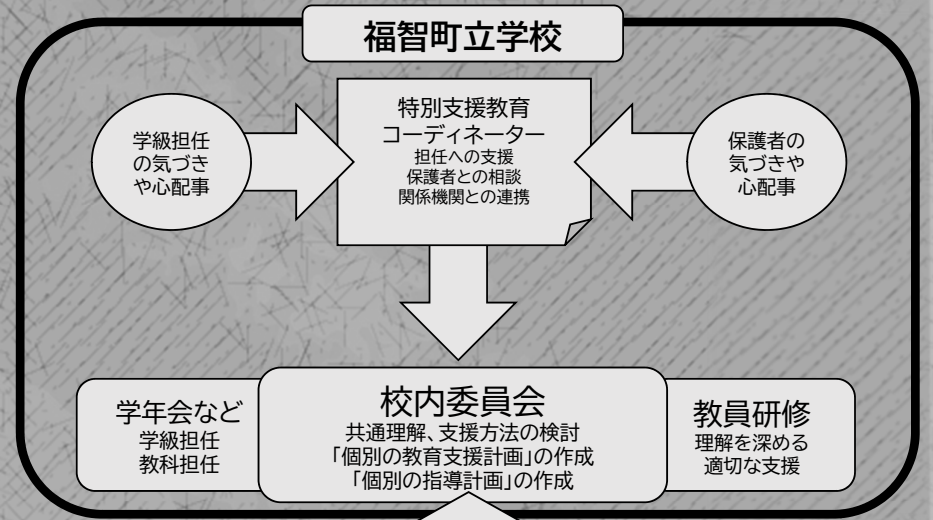 福智町立学校
学級担任
の気づき
や心配事
特別支援教育
コーディネーター
担任への支援
保護者との相談
関係機関との連携
保護者の
気づきや
心配事
学年会など
学級担任
教科担任
校内委員会
共通理解、支援方法の検討
「個別の教育支援計画」の作成
「個別の指導計画」の作成
教員研修
理解を深める
適切な支援